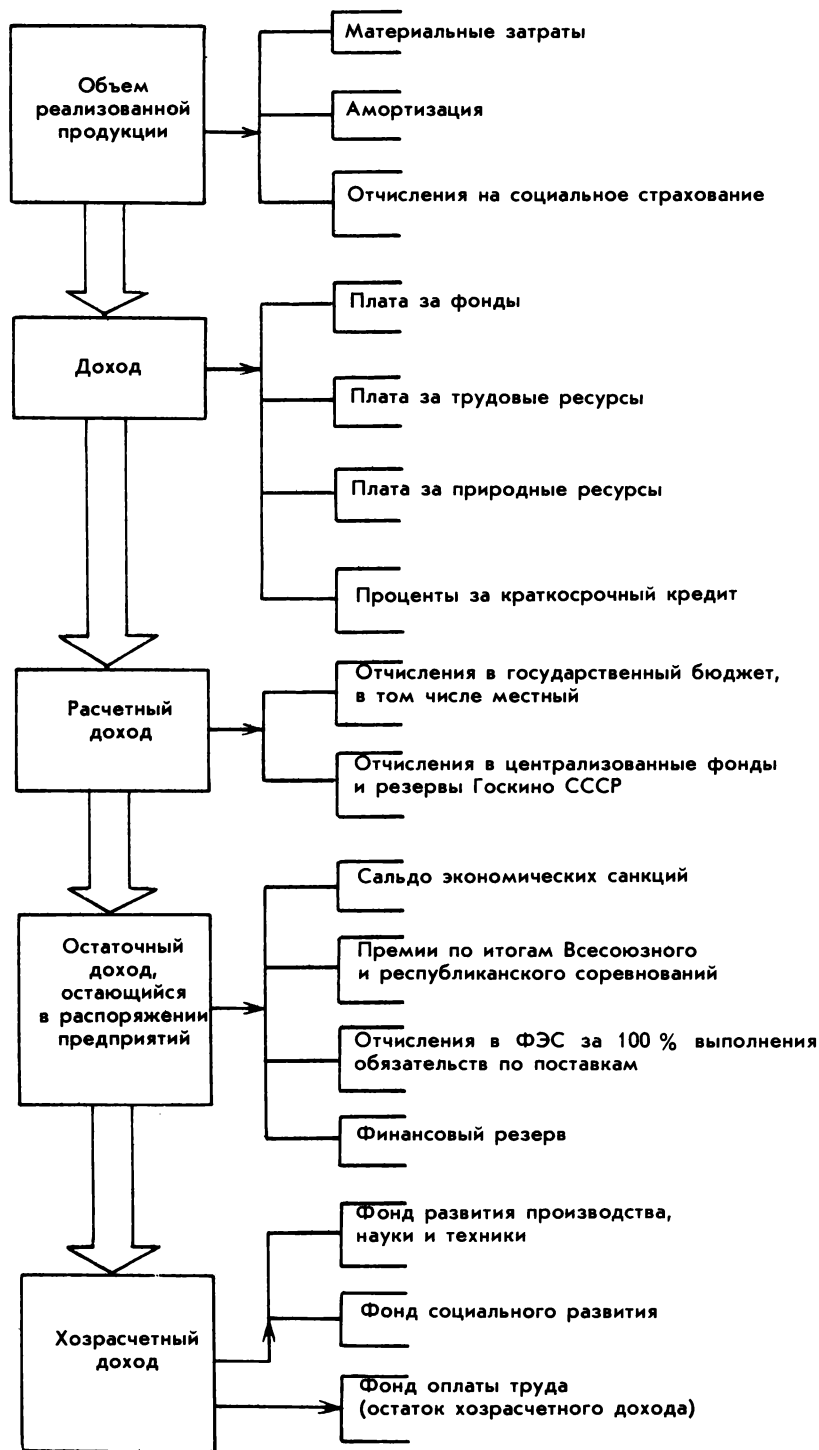 Объем
реализованной
продукции
Материальные затраты
Амортизация
Отчисления на социальное страхование
Доход
Плата за фонды
Плата за трудовые ресурсы
Плата за природные ресурсы
Проценты за краткосрочный кредит
Расчетный
доход
Отчисления в государственный бюджет,
в том числе местный
Отчисления в централизованные фонды
и резервы Госкино СССР
Остаточный
доход,
остающийся
в распоряжении
предприятий
Сальдо экономических санкций
Премии по итогам Всесоюзного
и республиканского соревнований
Отчисления в ФЭС за 100 % выполнения
обязательств по поставкам
Финансовый резерв
Хозрасчетный
доход
Фонд развития производства,
науки и техники
Фонд социального развития
Фонд оплаты труда
(остаток хозрасчетного дохода)